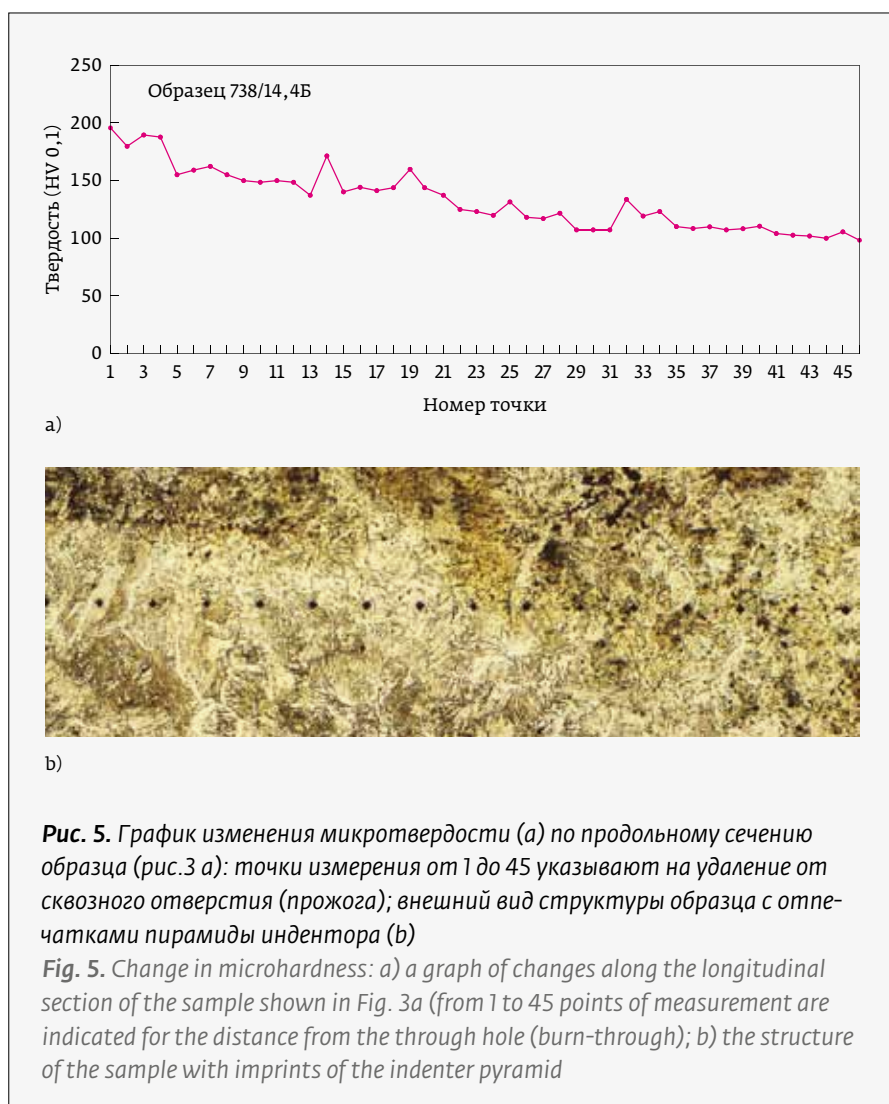 250
Образец 738/14,4Б
200
150
100
50
0
Твердость (HV 0,1)
1 3 5 7 9 11 13 15 17 19 21 23 25 27 29 31 33 35 37 39 41 43 45
Номер точки
a)
b)
Рис. 5. График изменения микротвердости (а) по продольному сечению
образца (рис.3 а): точки измерения от 1 до 45 указывают на удаление от
сквозного отверстия (прожога); внешний вид структуры образца с отпе-
чатками пирамиды индентора (b)
Fig. 5. Change in microhardness: a) a graph of changes along the longitudinal
section of the sample shown in Fig. 3a (from 1 to 45 points of measurement are
indicated for the distance from the through hole (burn-through); b) the structure
of the sample with imprints of the indenter pyramid